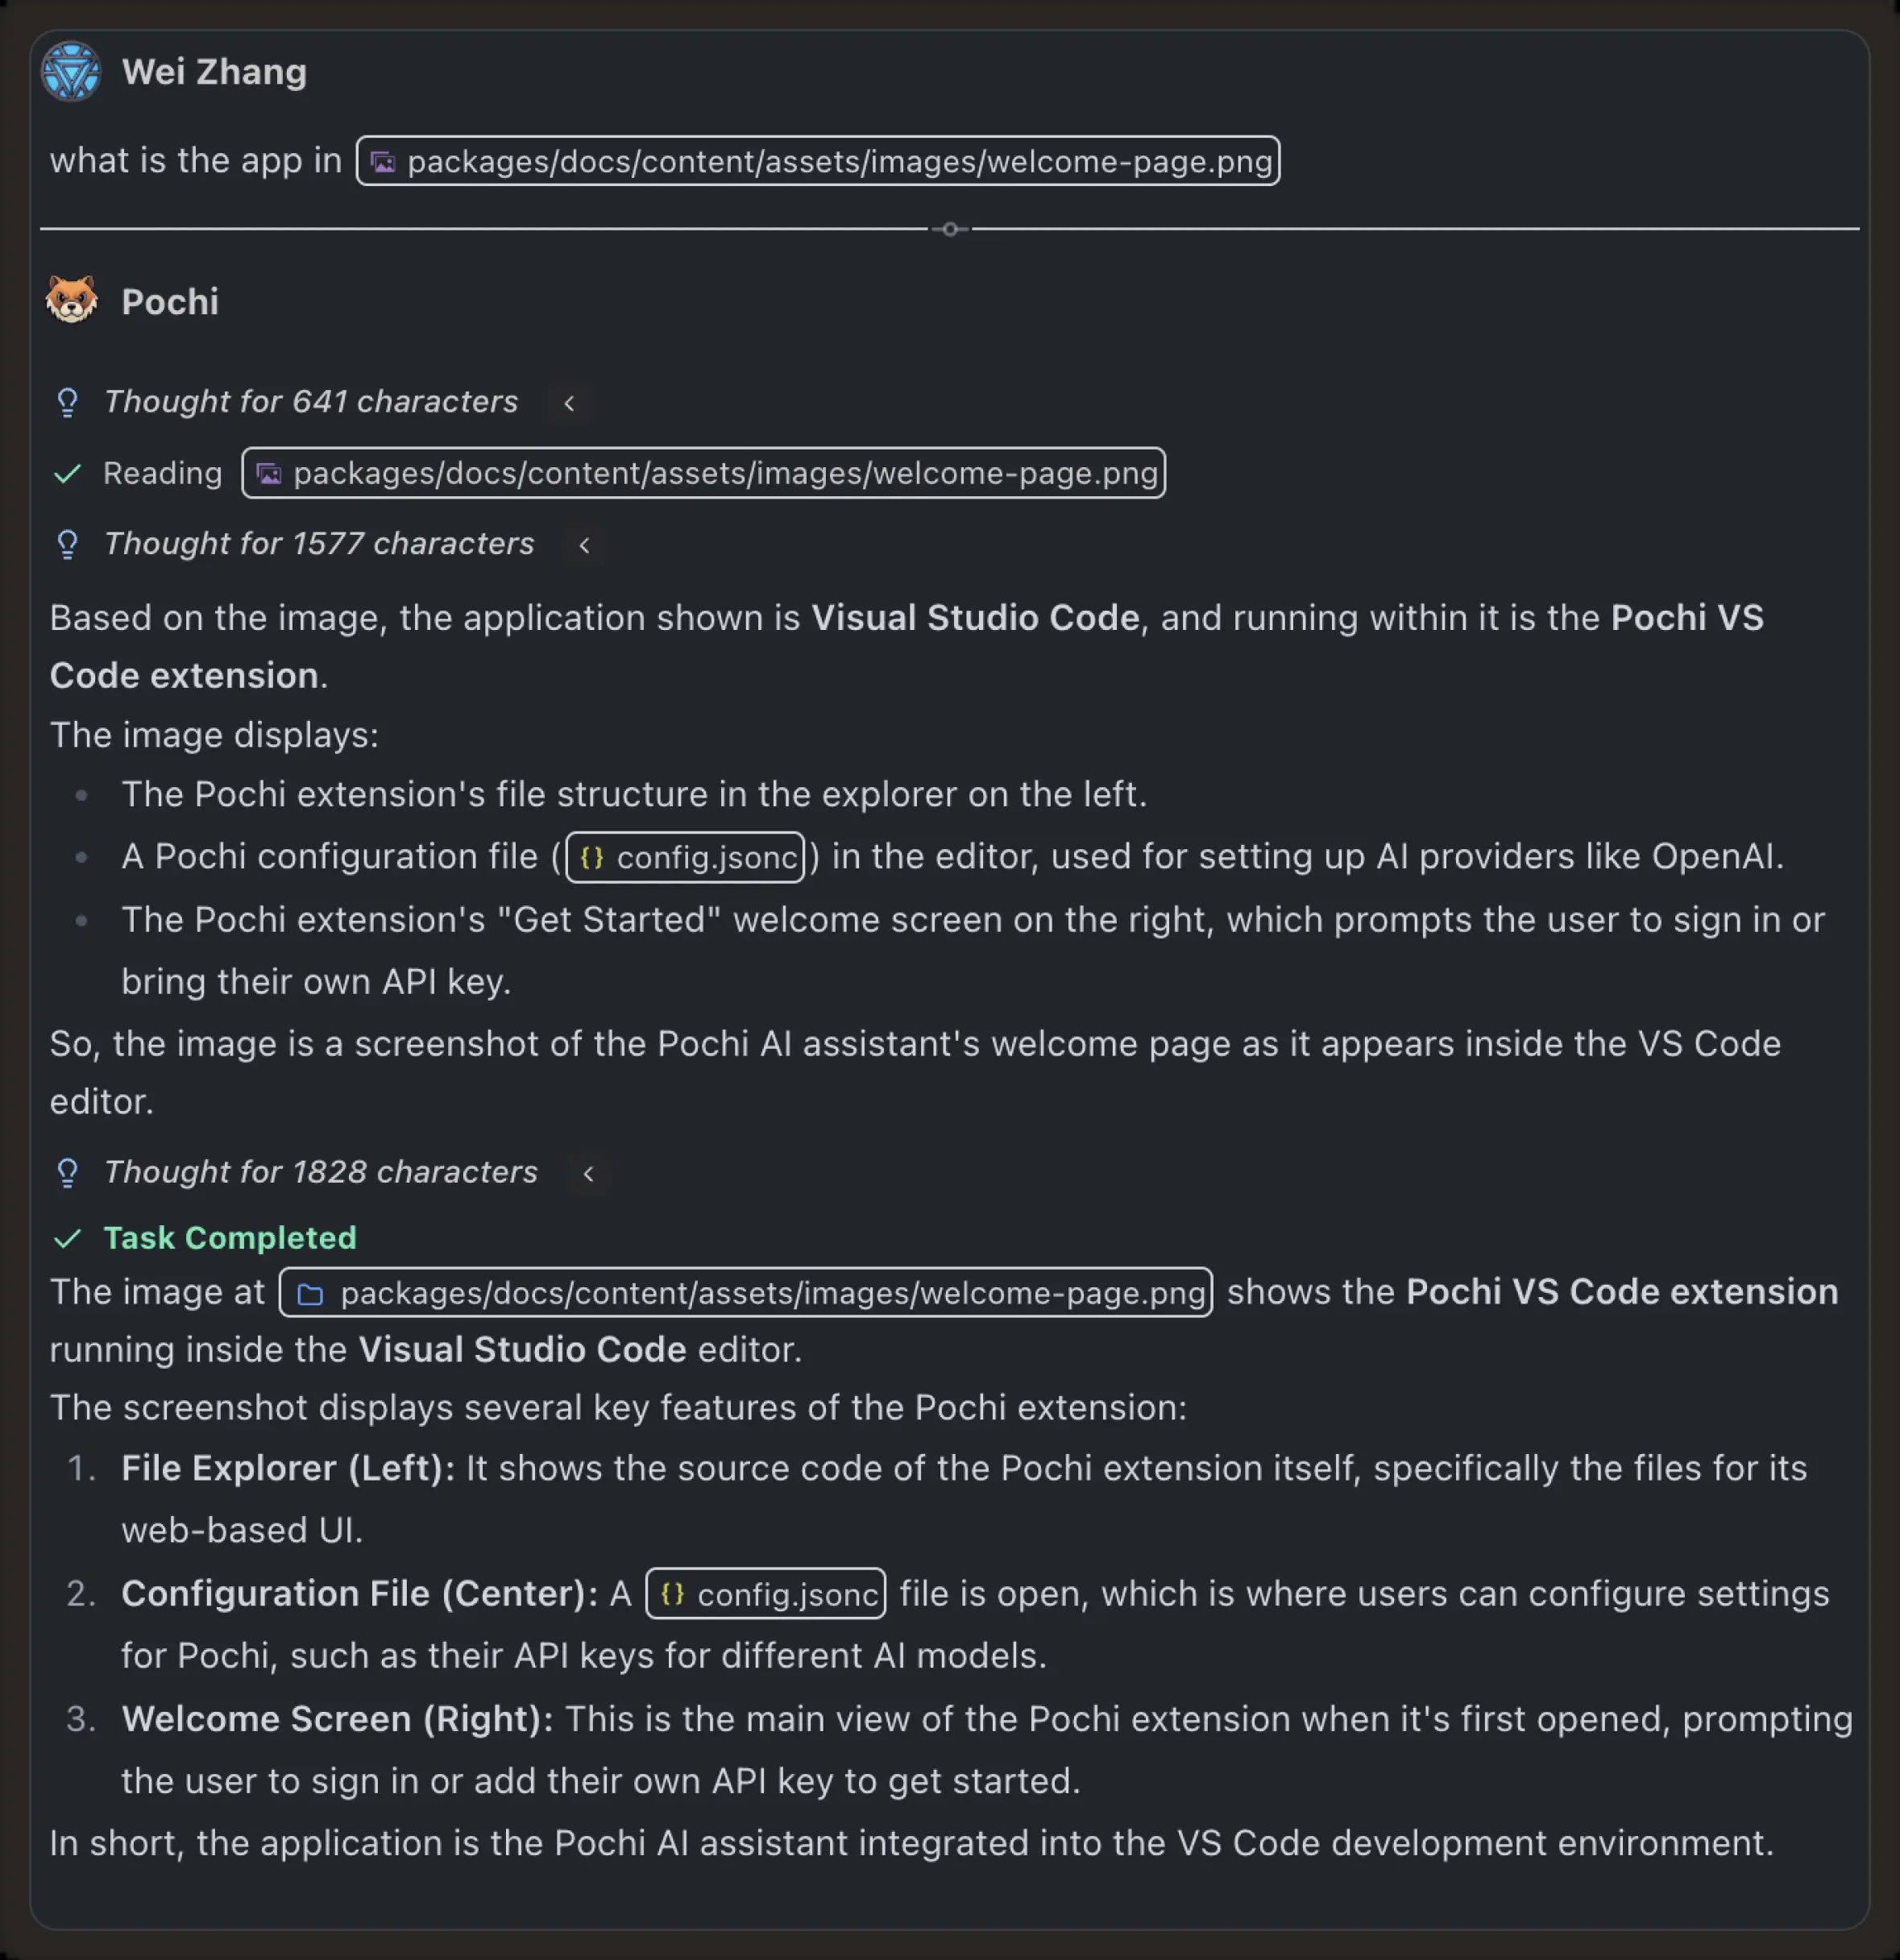 Wei Zhang
what is the app in packages/docs/content/assets/images/welcome-page.png
Pochi
Thought for 641 characters
Reading packages/docs/content/assets/images/welcome-page.png
Thought for 1577 characters
Based on the image, the application shown is Visual Studio Code, and running within it is the Pochi VS
Code extension.
The image displays:
• The Pochi extension's file structure in the explorer on the left.
• A Pochi configuration file ({} config.jsonc) in the editor, used for setting up AI providers like OpenAI.
• The Pochi extension's "Get Started" welcome screen on the right, which prompts the user to sign in or
bring their own API key.
So, the image is a screenshot of the Pochi AI assistant's welcome page as it appears inside the VS Code
editor.
Thought for 1828 characters
Task Completed
The image at packages/docs/content/assets/images/welcome-page.png shows the Pochi VS Code extension
running inside the Visual Studio Code editor.
The screenshot displays several key features of the Pochi extension:
1. File Explorer (Left): It shows the source code of the Pochi extension itself, specifically the files for its
web-based UI.
2. Configuration File (Center): A {} config.jsonc file is open, which is where users can configure settings
for Pochi, such as their API keys for different AI models.
3. Welcome Screen (Right): This is the main view of the Pochi extension when it's first opened, prompting
the user to sign in or add their own API key to get started.
In short, the application is the Pochi AI assistant integrated into the VS Code development environment.